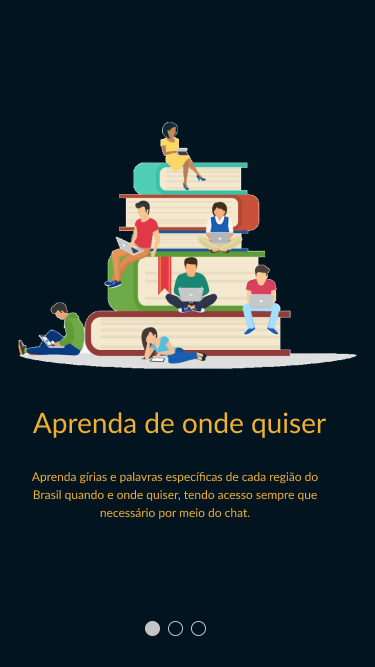 Aprenda de onde quiser
Aprenda gírias e palavras específicas de cada região do
Brasil quando e onde quiser, tendo acesso sempre que
necessário por meio do chat.